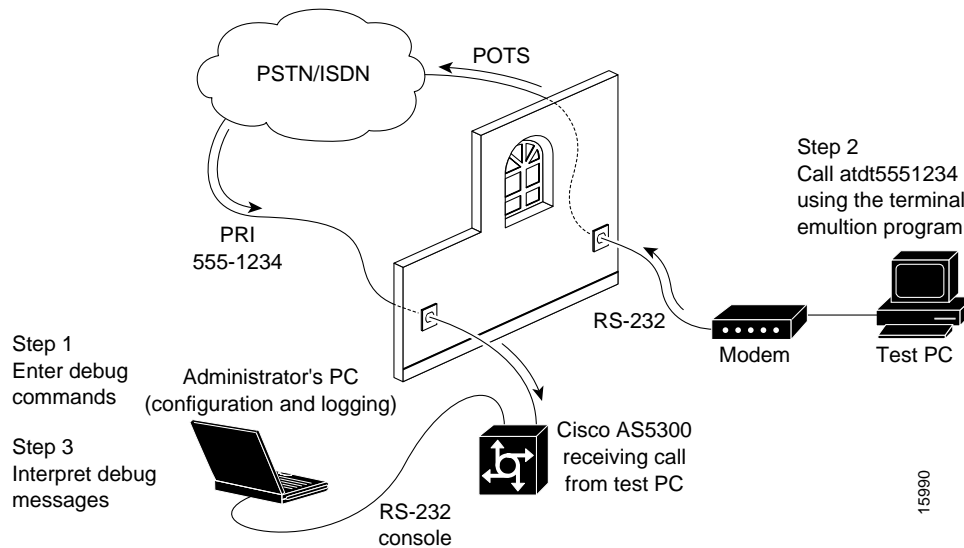 PSTN/ISDN
POTS
PRI
555-1234
Step 2
Call atdt5551234
using the terminal
emultion program
RS-232
Modem
Test PC
Step 1
Enter debug
commands
Administrator's PC
(configuration and logging)
Step 3
Interpret debug
messages
RS-232
console
Cisco AS5300
receiving call
from test PC
15990